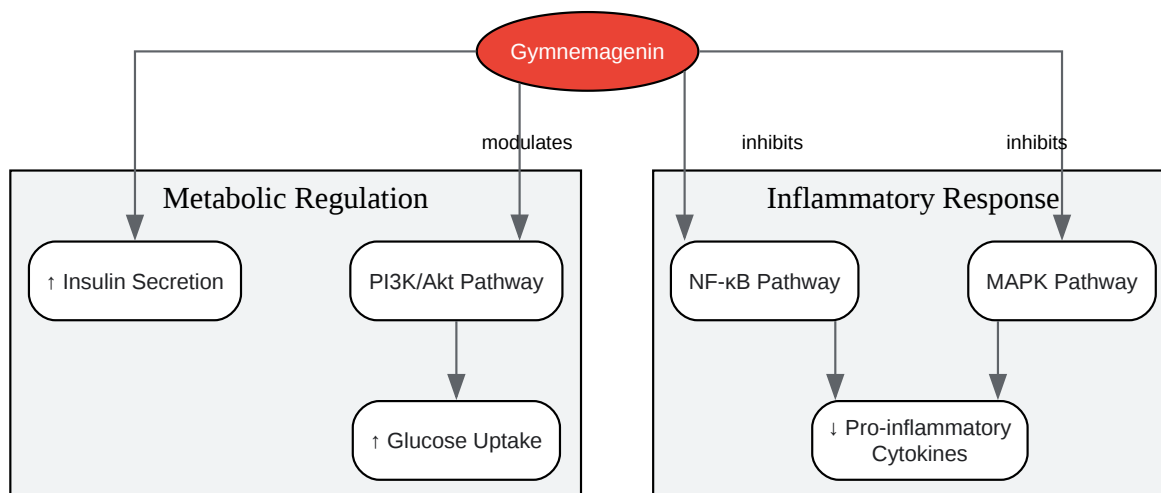 Gymnemagenin
modulates
inhibits
inhibits
Metabolic Regulation
Inflammatory Response
↑ Insulin Secretion
PI3K/Akt Pathway
NF-κB Pathway
MAPK Pathway
↑ Glucose Uptake
↓ Pro-inflammatory
Cytokines